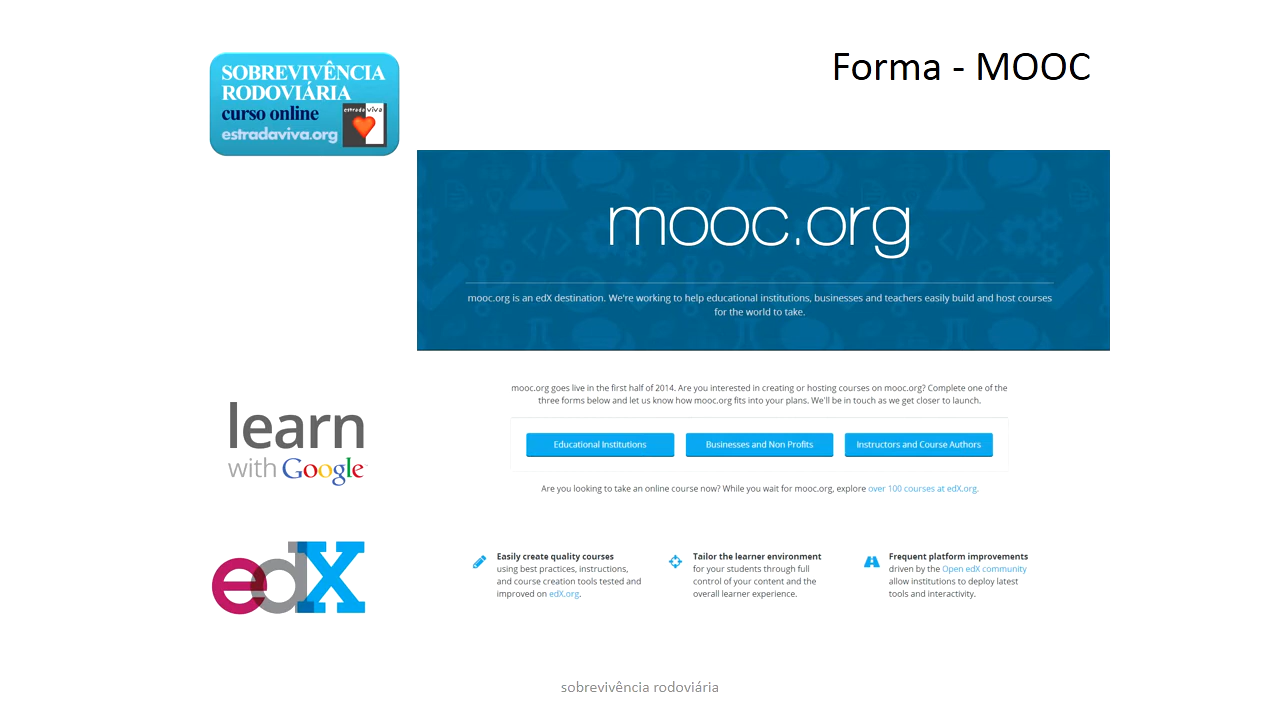 SOBREVIVÊNCIA
RODOVIÁRIA
curso online
estradaviva.org
estrada viva
Forma - MOOC
mooc.org
mooc.org is an edX destination. We're working to help educational institutions, businesses and teachers easily build and host courses
for the world to take.
mooc.org goes live in the first half of 2014. Are you interested in creating or hosting courses on mooc.org? Complete one of the
three forms below and let us know how mooc.org fits into your plans. We'll be in touch as we get closer to launch.
Educational Institutions
Businesses and Non Profits
Instructors and Course Authors
Are you looking to take an online course now? While you wait for mooc.org, explore over 100 courses at edX.org.
learn
with Google
edX
Easily create quality courses
using best practices, instructions,
and course creation tools tested and
improved on edX.org.
Tailor the learner environment
for your students through full
control of your content and the
overall learner experience.
Frequent platform improvements
driven by the Open edX community
allow institutions to deploy latest
tools and interactivity.
sobrevivência rodoviária